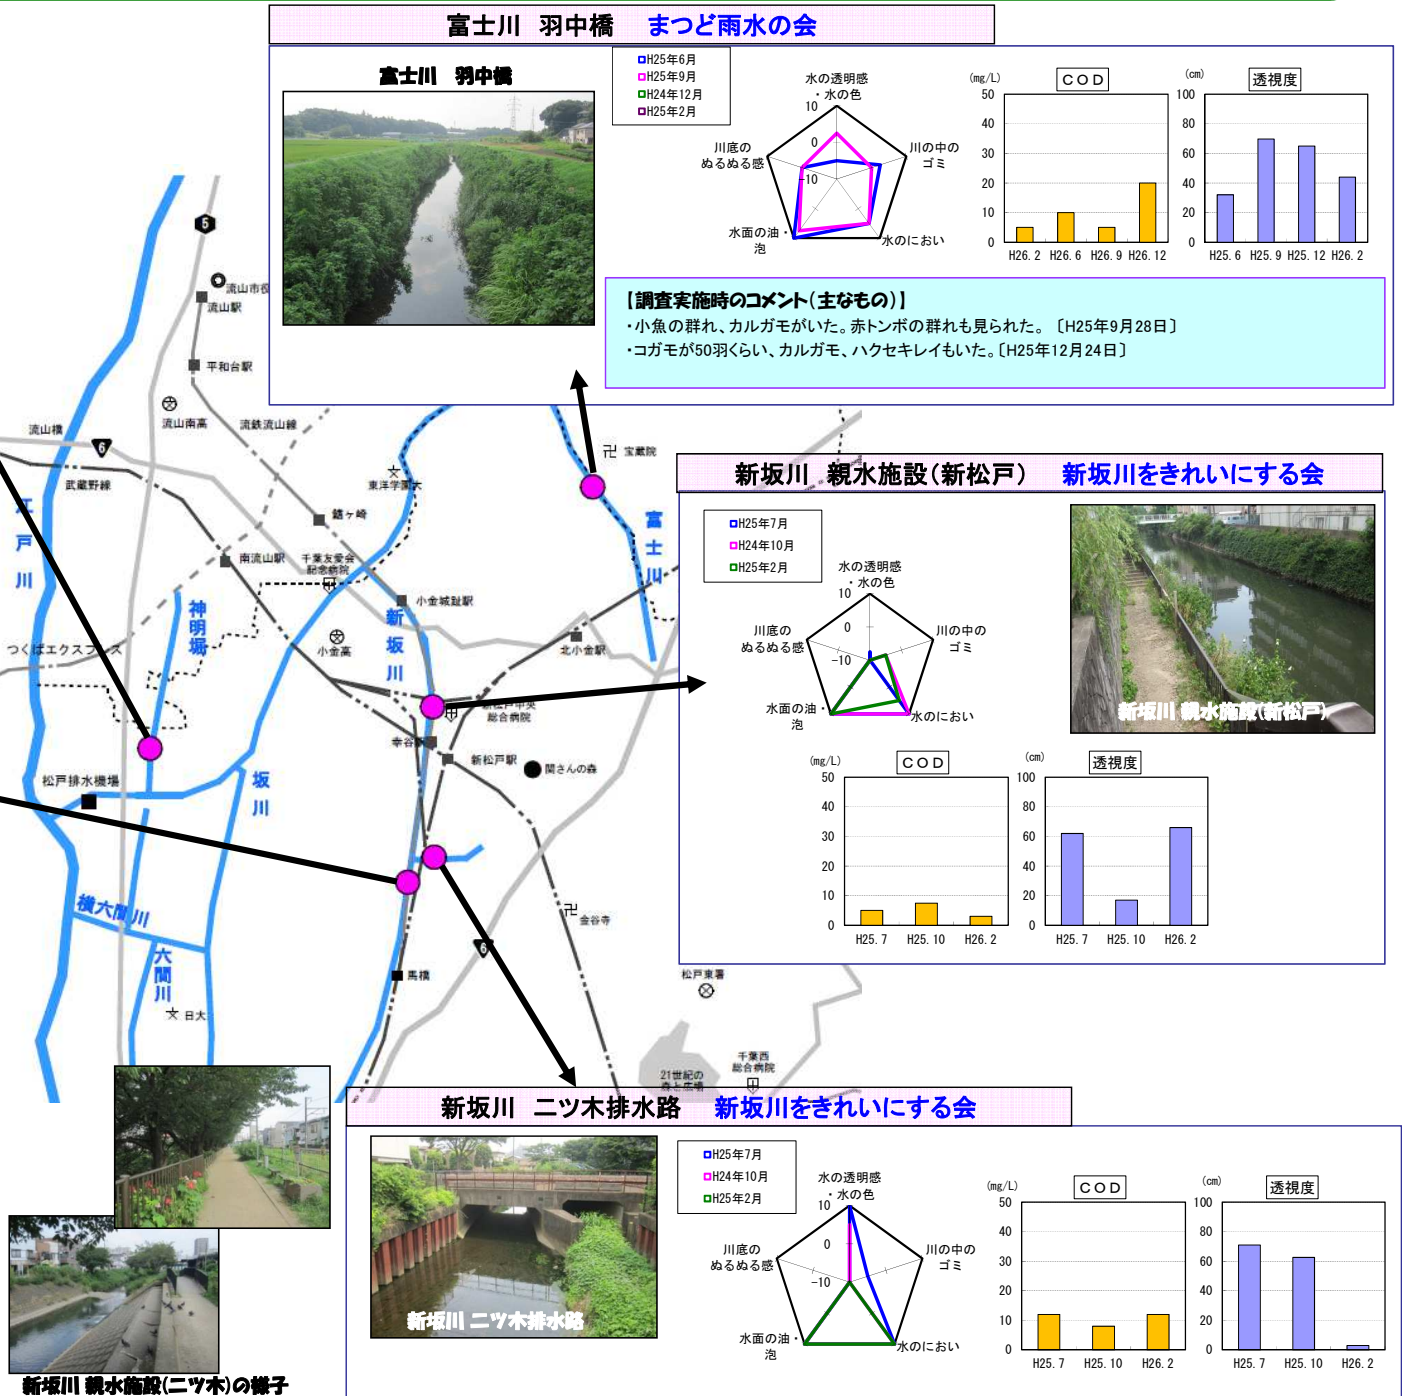 富士川　羽中橋　まつど雨水の会
富士川　羽中橋
H25年6月
H25年9月
H24年12月
H25年2月
水の透明感
・水の色
川の中の
ゴミ
水のにおい
水面の油・
泡
川底の
ぬるぬる感
10
0
-10
(mg/L)
ＣＯＤ
50
40
30
20
10
0
H26.2 H26.6 H26.9 H26.12
(cm)
透視度
100
80
60
40
20
0
H25.6 H25.9 H25.12 H26.2
【調査実施時のコメント(主なもの)】
・小魚の群れ、カルガモがいた。赤トンボの群れも見られた。〔H25年9月28日〕
・コガモが50羽くらい、カルガモ、ハクセキレイもいた。〔H25年12月24日〕
5
流山市役
流山駅
平和台駅
流山南高
流鉄流山線
流山橋
6
武蔵野線
東洋学園大
宝蔵院
鰭ヶ崎
江戸川
富士川
南流山駅
千葉友愛会
記念病院
小金城趾駅
神明堀
新坂川
小金高
北小金駅
つくばエクスプレス
新松戸中央
総合病院
幸谷駅
新松戸駅
関さんの森
松戸排水機場
坂川
横六間川
六間川
日大
金谷寺
6
馬橋
松戸東署
千葉西
総合病院
21世紀の
森と広場
新坂川　親水施設(新松戸)　新坂川をきれいにする会
H25年7月
H24年10月
H25年2月
水の透明感
・水の色
川の中の
ゴミ
水のにおい
水面の油・
泡
川底の
ぬるぬる感
10
0
-10
新坂川 親水施設(新松戸)
(mg/L)
ＣＯＤ
50
40
30
20
10
0
H25.7 H25.10 H26.2
(cm)
透視度
100
80
60
40
20
0
H25.7 H25.10 H26.2
新坂川　二ツ木排水路　新坂川をきれいにする会
新坂川 二ツ木排水路
H25年7月
H24年10月
H25年2月
水の透明感
・水の色
川の中の
ゴミ
水のにおい
水面の油・
泡
川底の
ぬるぬる感
10
0
-10
(mg/L)
ＣＯＤ
50
40
30
20
10
0
H25.7 H25.10 H26.2
(cm)
透視度
100
80
60
40
20
0
H25.7 H25.10 H26.2
新坂川 親水施設(二ツ木)の様子